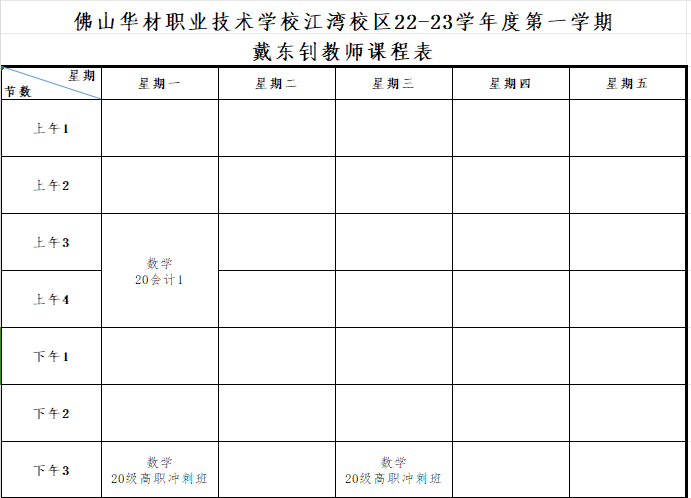 佛山华材职业技术学校江湾校区22-23学年度第一学期
戴东钊教师课程表
星期
节数
星期一
星期二
星期三
星期四
星期五
上午1
上午2
上午3
数学
20会计1
上午4
下午1
下午2
下午3
数学
20级高职冲刺班
数学
20级高职冲刺班